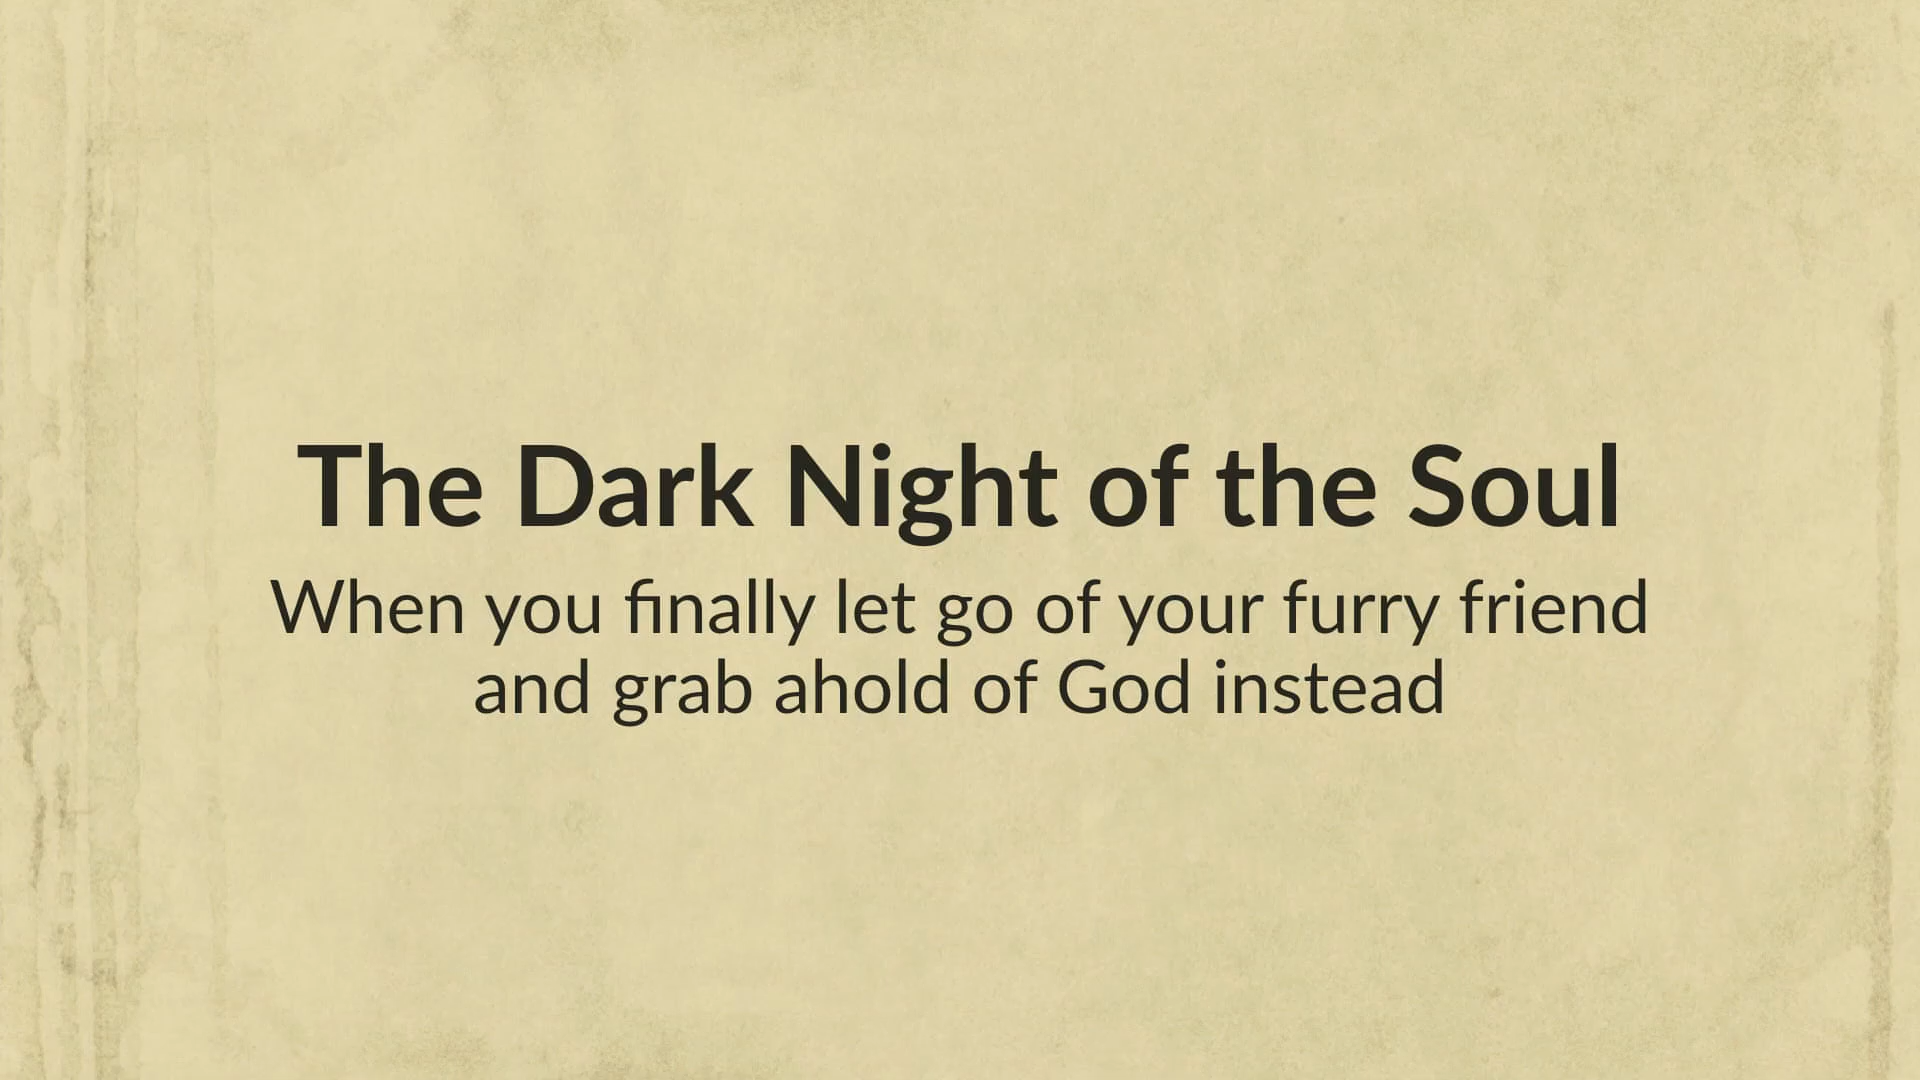 The Dark Night of the Soul
When you finally let go of your furry friend
and grab ahold of God instead